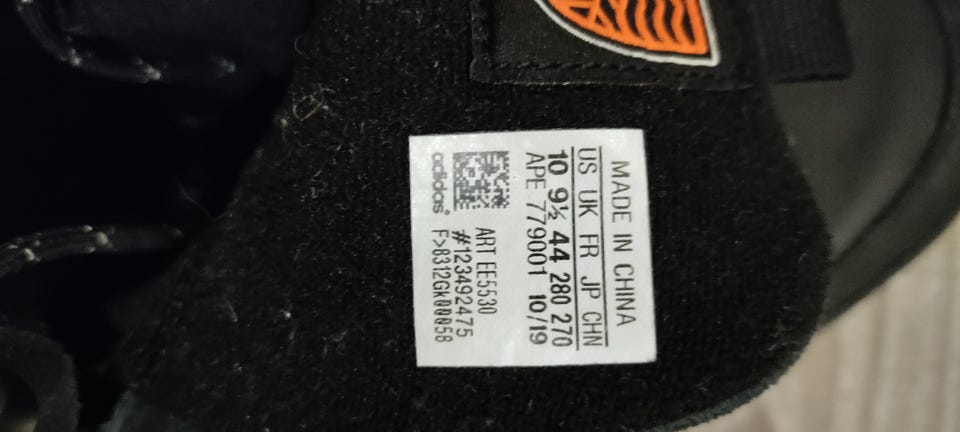 MADE IN CHINA
US UK FR JP CHN
10 9½ 44 280 270
APE 779001 10/19
ART EE5530
#123492475
adidas®